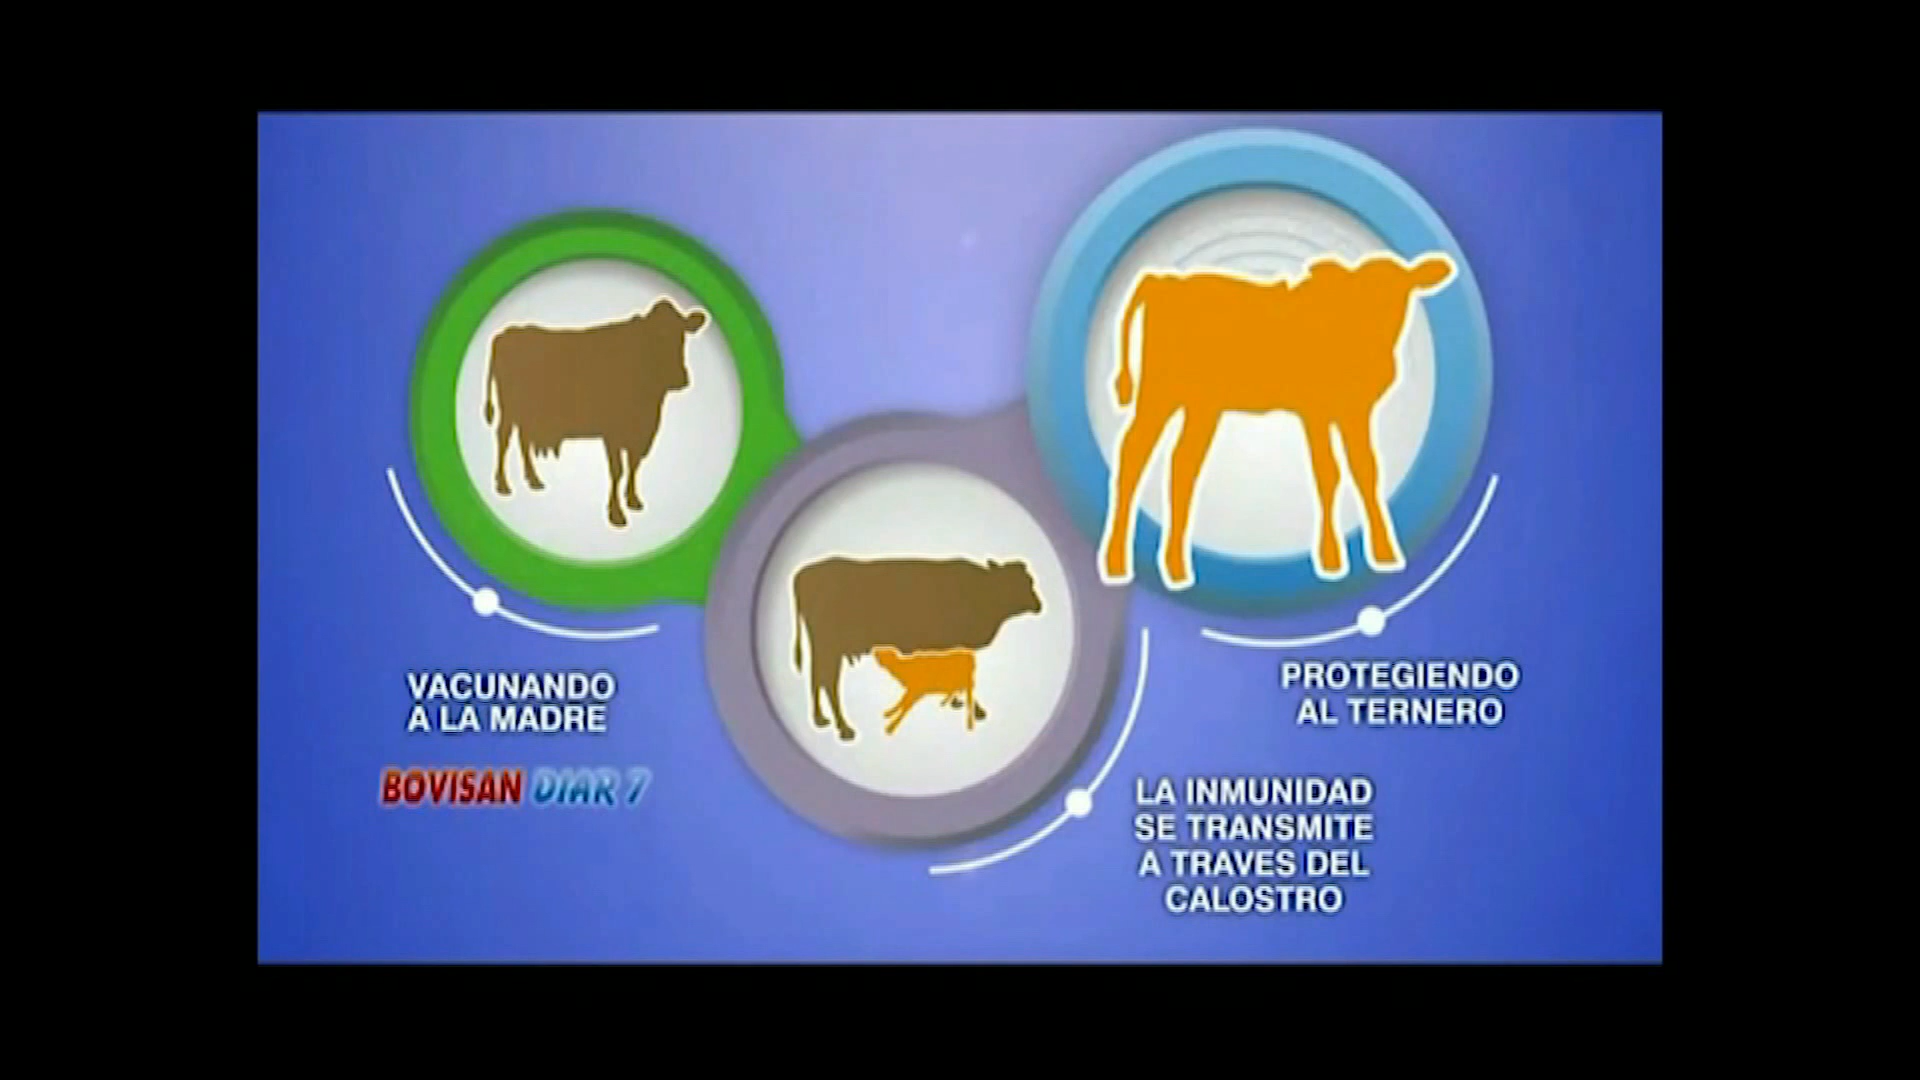 VACUNANDO
A LA MADRE
BOVISAN DIAR 7
LA INMUNIDAD
SE TRANSMITE
A TRAVES DEL
CALOSTRO
PROTEGIENDO
AL TERNERO